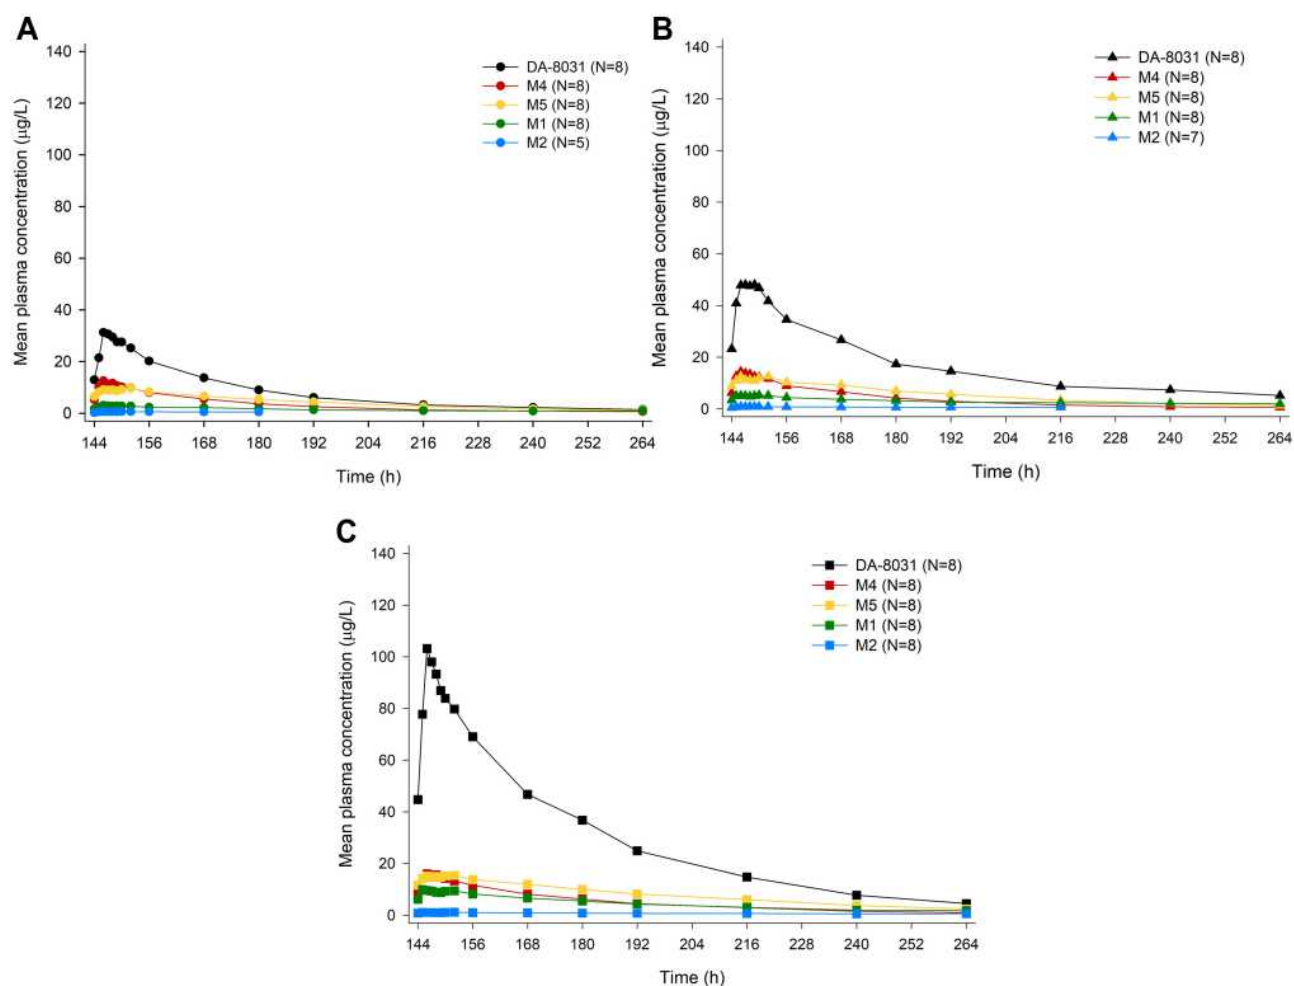 A
140
120
100
80
60
40
20
0
Mean plasma concentration (µg/L)
DA-8031 (N=8)
M4 (N=8)
M5 (N=8)
M1 (N=8)
M2 (N=5)
144 156 168 180 192 204 216 228 240 252 264
Time (h)
B
140
120
100
80
60
40
20
0
Mean plasma concentration (µg/L)
DA-8031 (N=8)
M4 (N=8)
M5 (N=8)
M1 (N=8)
M2 (N=7)
144 156 168 180 192 204 216 228 240 252 264
Time (h)
C
140
120
100
80
60
40
20
0
Mean plasma concentration (µg/L)
DA-8031 (N=8)
M4 (N=8)
M5 (N=8)
M1 (N=8)
M2 (N=8)
144 156 168 180 192 204 216 228 240 252 264
Time (h)